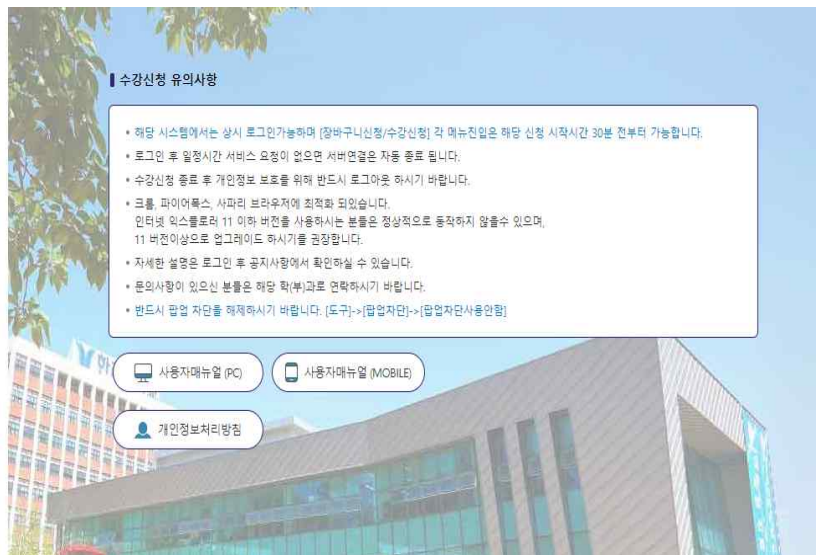 수강신청 유의사항
해당 시스템에서는 상시 로그인가능하며 [장바구니신청/수강신청] 각 메뉴진입은 해당 신청 시작시간 30분 전부터 가능합니다.
로그인 후 일정시간 서비스 요청이 없으면 서버연결은 자동 종료 됩니다.
수강신청 종료 후 개인정보 보호를 위해 반드시 로그아웃 하시기 바랍니다.
크롬, 파이어폭스, 사파리 브라우저에 최적화 되있습니다.
인터넷 익스플로러 11 이하 버전을 사용하시는 분들은 정상적으로 동작하지 않을수 있으며,
11 버전이상으로 업그레이드 하시기를 권장합니다.
자세한 설명은 로그인 후 공지사항에서 확인하실 수 있습니다.
문의사항이 있으신 분들은 해당 학(부)과로 연락하시기 바랍니다.
반드시 팝업 차단을 해제하시기 바랍니다. [도구]->[팝업차단]->[팝업차단사용안함]
사용자매뉴얼 (PC)
사용자매뉴얼 (MOBILE)
개인정보처리방침